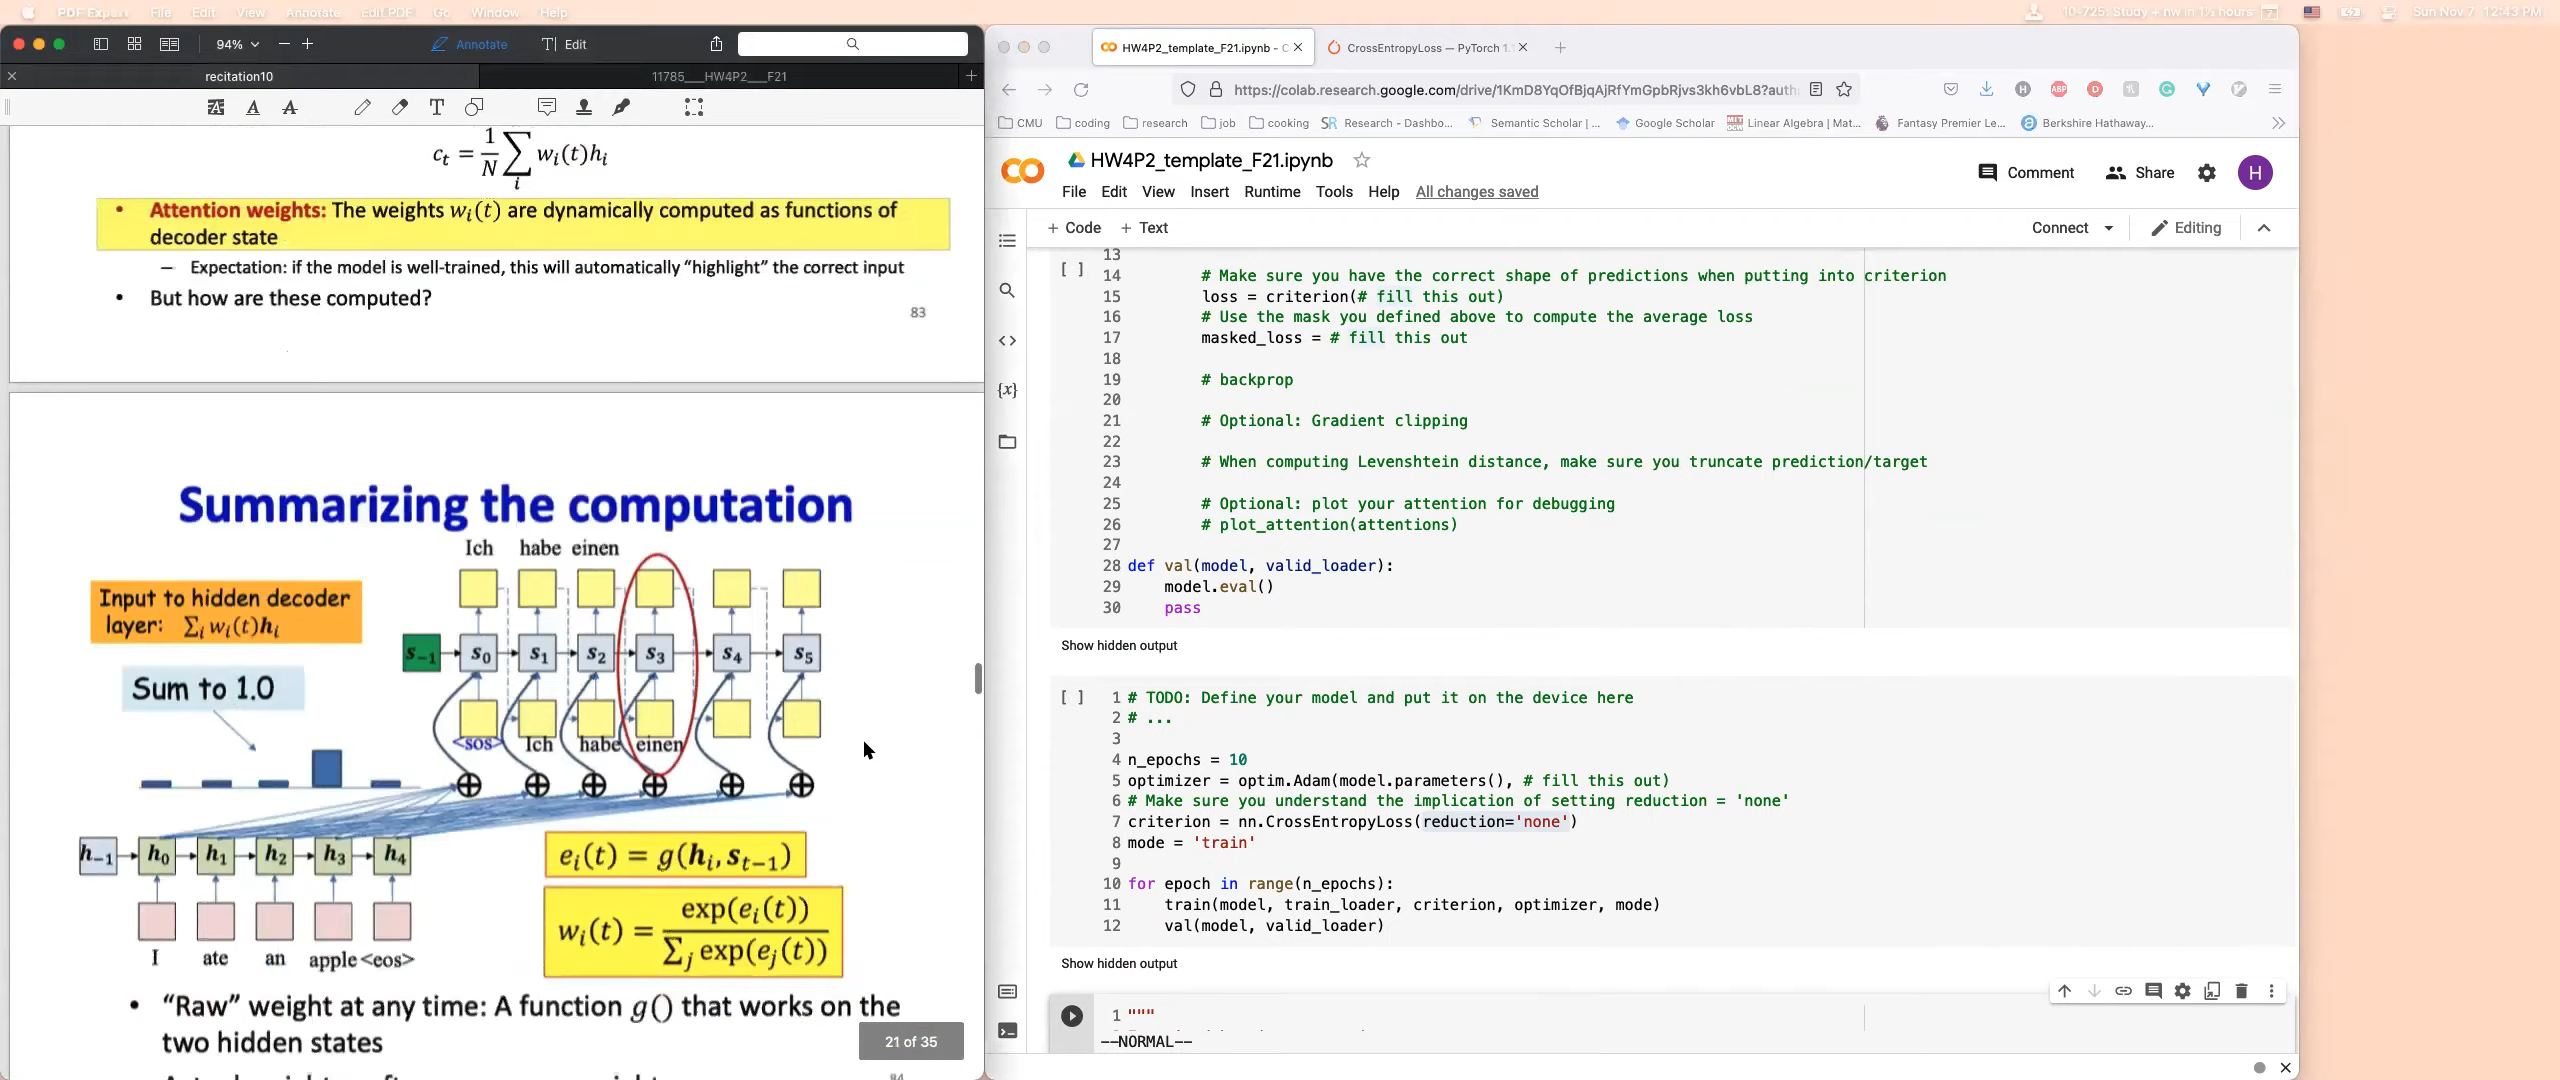 PDF Expert File Edit View Annotate Edit PDF Go Window Help
10-725: Study + hw in 1½ hours Sun Nov 7 12:43 PM
94% Annotate Edit
recitation10 11785___HW4P2___F21
c_t = 1/N ∑_i w_i(t)h_i
• Attention weights: The weights w_i(t) are dynamically computed as functions of
decoder state
– Expectation: if the model is well-trained, this will automatically “highlight” the correct input
• But how are these computed?
83
Summarizing the computation
Ich habe einen
Input to hidden decoder
layer: ∑_i w_i(t)h_i
s_-1 s_0 s_1 s_2 s_3 s_4 s_5
Sum to 1.0
<sos> Ich habe einen
h_-1 h_0 h_1 h_2 h_3 h_4
e_i(t) = g(h_i, s_t-1)
w_i(t) = exp(e_i(t)) / ∑_j exp(e_j(t))
I ate an apple <eos>
• “Raw” weight at any time: A function g() that works on the
two hidden states
21 of 35
84
HW4P2_template_F21.ipynb - C
CrossEntropyLoss — PyTorch 1.1
https://colab.research.google.com/drive/1KmD8YqOfBjqAjRfYmGpbRjvs3kh6vbL8?auth
CMU coding research job cooking Research - Dashbo... Semantic Scholar | ... Google Scholar Linear Algebra | Mat... Fantasy Premier Le... Berkshire Hathaway...
HW4P2_template_F21.ipynb
Comment Share H
File Edit View Insert Runtime Tools Help All changes saved
+ Code + Text Connect Editing
13
[ ] 14 # Make sure you have the correct shape of predictions when putting into criterion
15 loss = criterion(# fill this out)
16 # Use the mask you defined above to compute the average loss
17 masked_loss = # fill this out
18
19 # backprop
20
21 # Optional: Gradient clipping
22
23 # When computing Levenshtein distance, make sure you truncate prediction/target
24
25 # Optional: plot your attention for debugging
26 # plot_attention(attentions)
27
28 def val(model, valid_loader):
29 model.eval()
30 pass
Show hidden output
[ ] 1 # TODO: Define your model and put it on the device here
2 # ...
3
4 n_epochs = 10
5 optimizer = optim.Adam(model.parameters(), # fill this out)
6 # Make sure you understand the implication of setting reduction = 'none'
7 criterion = nn.CrossEntropyLoss(reduction='none')
8 mode = 'train'
9
10 for epoch in range(n_epochs):
11 train(model, train_loader, criterion, optimizer, mode)
12 val(model, valid_loader)
Show hidden output
1 """
--NORMAL--